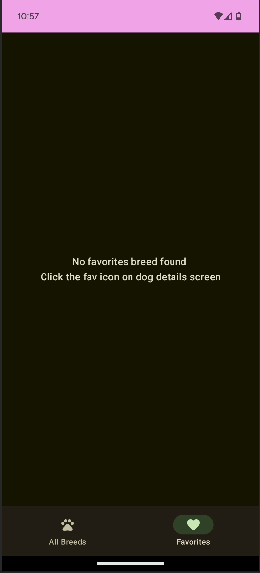 10:57
No favorites breed found
Click the fav icon on dog details screen
All Breeds
Favorites